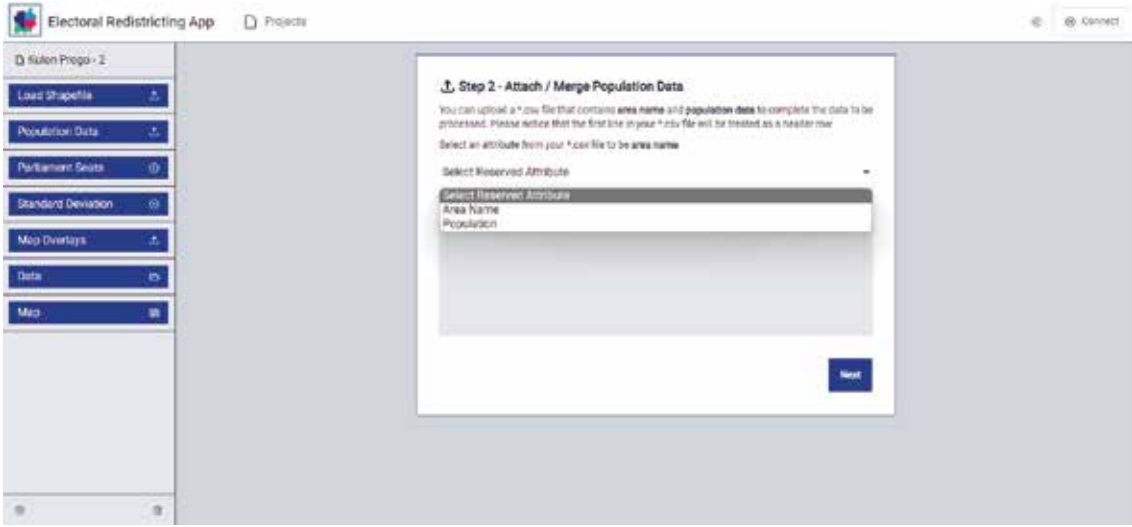 Electoral Redistricting App
Projects
Connect
Kulon Progo - 2
Load Shapefile
Population Data
Parliament Seats
Standard Deviation
Map Overlays
Data
Map
Step 2 - Attach / Merge Population Data
You can upload a *.csv file that contains area name and population data to complete the data to be
processed. Please notice that the first line in your *.csv file will be treated as a header row
Select an attribute from your *.csv file to be area name
Select Reserved Attribute
Select Reserved Attribute
Area Name
Population
Next